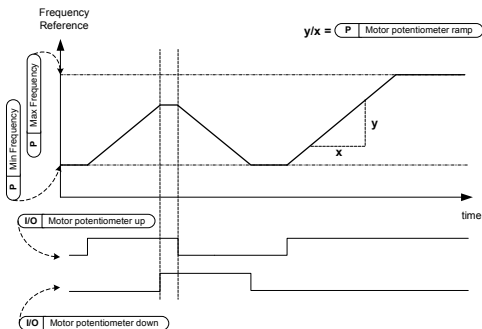 Frequency
Reference
y/x = P Motor potentiometer ramp
P Max Frequency
P Min Frequency
y
x
time
I/O Motor potentiometer up
I/O Motor potentiometer down